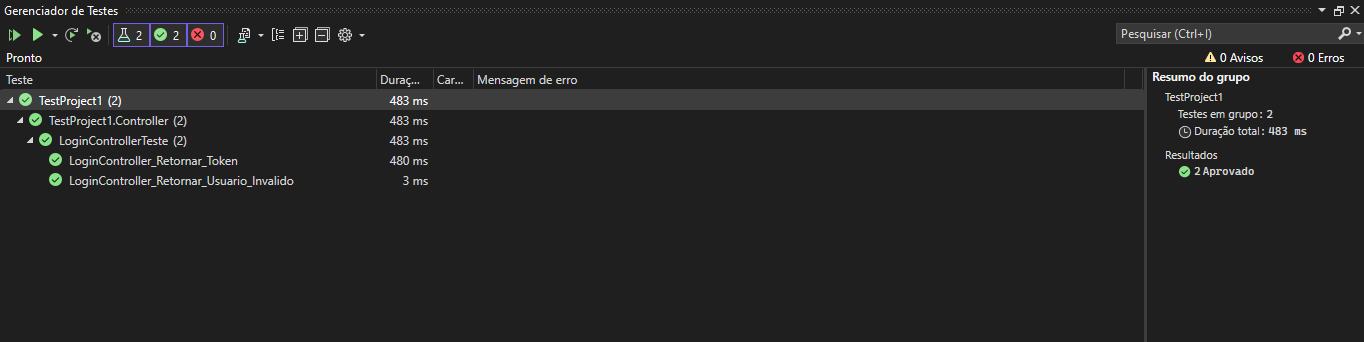 Gerenciador de Testes
2 2 0
Pesquisar (Ctrl+I)
Pronto
0 Avisos 0 Erros
Teste Duraç... Car... Mensagem de erro
TestProject1 (2) 483 ms
TestProject1.Controller (2) 483 ms
LoginControllerTeste (2) 483 ms
LoginController_Retornar_Token 480 ms
LoginController_Retornar_Usuario_Invalido 3 ms
Resumo do grupo
TestProject1
Testes em grupo: 2
Duração total: 483 ms
Resultados
2 Aprovado